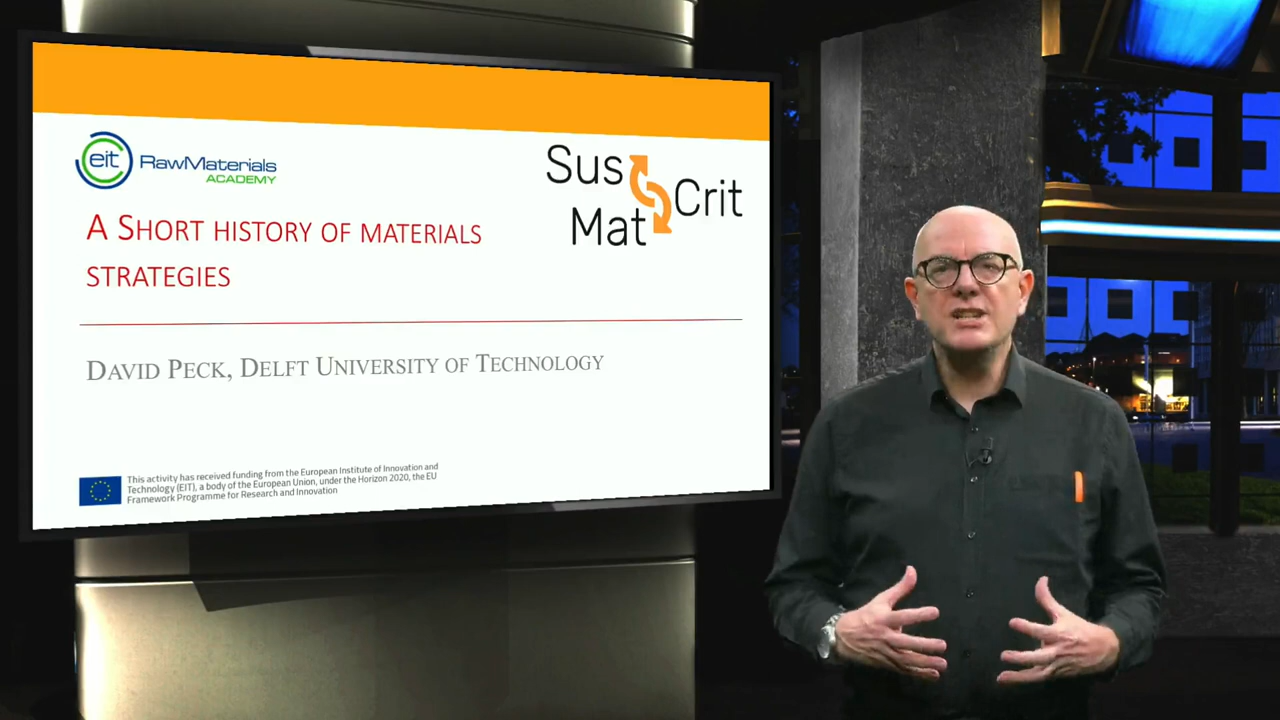 eit RawMaterials
ACADEMY
Sus
Mat Crit
A SHORT HISTORY OF MATERIALS
STRATEGIES
DAVID PECK, DELFT UNIVERSITY OF TECHNOLOGY
This activity has received funding from the European Institute of Innovation and
Technology (EIT), a body of the European Union, under the Horizon 2020, the EU
Framework Programme for Research and Innovation